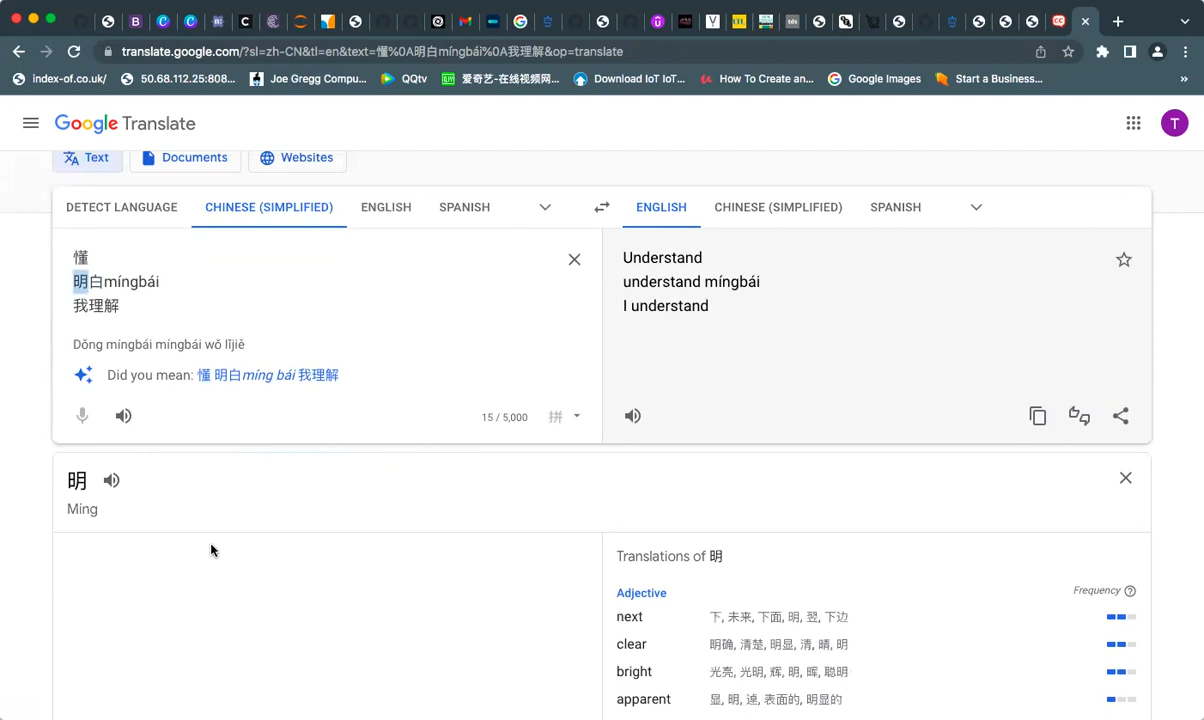 translate.google.com/?sl=zh-CN&tl=en&text=懂%0A明白míngbái%0A我理解&op=translate
index-of.co.uk/ 50.68.112.25:808... Joe Gregg Compu... QQtv 爱奇艺-在线视频网... Download IoT IoT... How To Create an... Google Images Start a Business... »
Google Translate T
Text Documents Websites
DETECT LANGUAGE CHINESE (SIMPLIFIED) ENGLISH SPANISH ENGLISH CHINESE (SIMPLIFIED) SPANISH
懂 Understand
明白míngbái understand míngbái
我理解 I understand
Dǒng míngbái míngbái wǒ lǐjiě
Did you mean: 懂 明白míng bái 我理解
15 / 5,000 拼
明
Míng
Translations of 明
Adjective Frequency
next 下, 未来, 下面, 明, 翌, 下边
clear 明确, 清楚, 明显, 清, 晴, 明
bright 光亮, 光明, 辉, 明, 晖, 聪明
apparent 显, 明, 逴, 表面的, 明显的